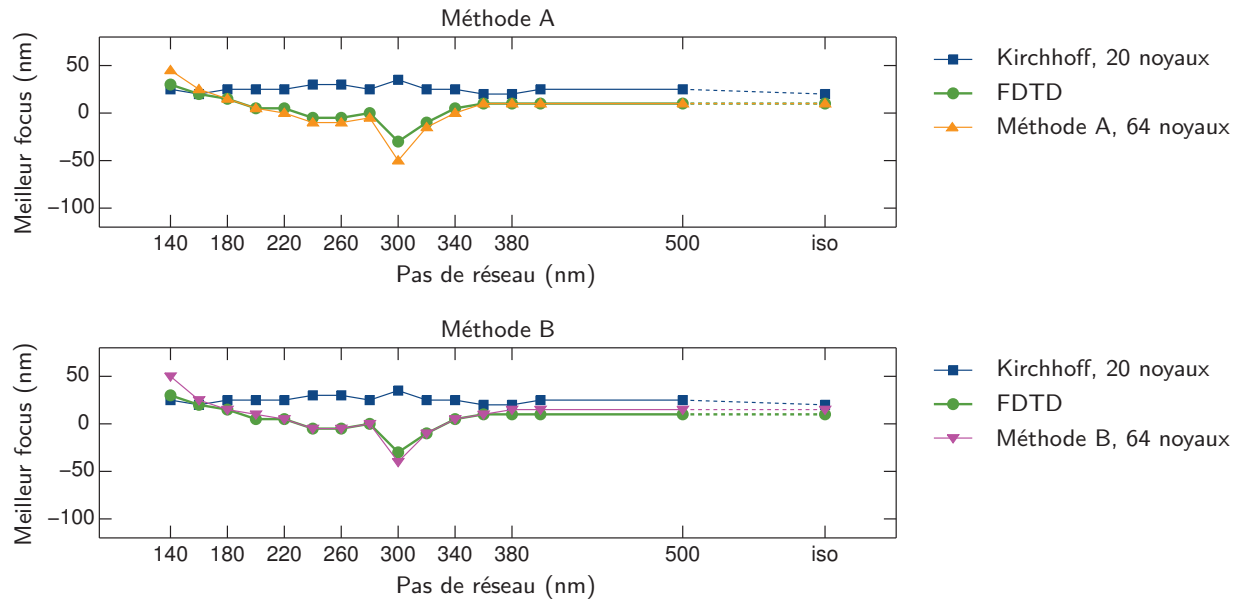 Méthode A
Meilleur focus (nm)
50
0
−50
−100
140 180 220 260 300 340 380 500 iso
Pas de réseau (nm)
Kirchhoff, 20 noyaux
FDTD
Méthode A, 64 noyaux
Méthode B
Meilleur focus (nm)
50
0
−50
−100
140 180 220 260 300 340 380 500 iso
Pas de réseau (nm)
Kirchhoff, 20 noyaux
FDTD
Méthode B, 64 noyaux